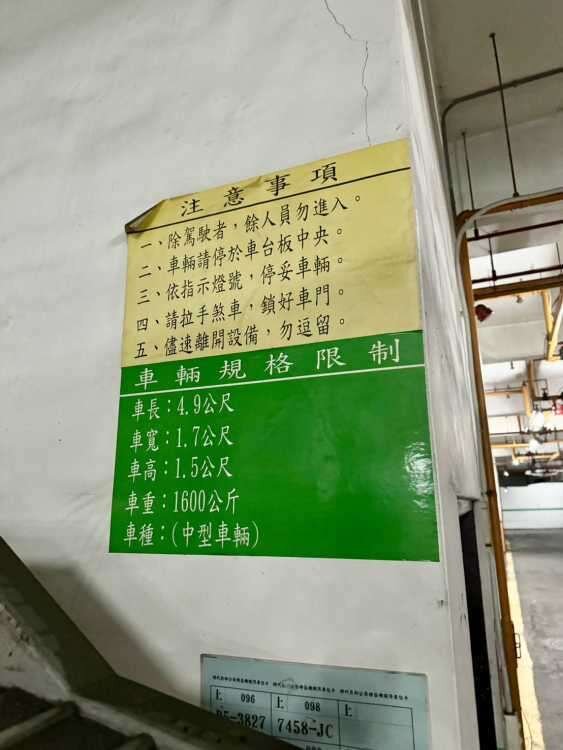 注意事項
一、除駕駛者，餘人員勿進入。
二、車輛請停於車台板中央。
三、依指示燈號，停妥車輛。
四、請拉手煞車，鎖好車門。
五、儘速離開設備，勿逗留。
車輛規格限制
車長：4.9公尺
車寬：1.7公尺
車高：1.5公尺
車重：1600公斤
車種：(中型車輛)
上 096 上 098 上
-3827 7458-JC